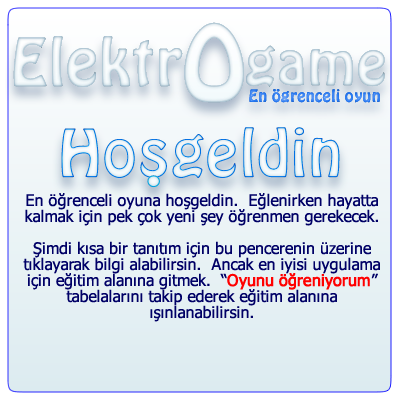 ElektrOgame
En ögrenceli oyun
Hoşgeldin
En öğrenceli oyuna hoşgeldin. Eğlenirken hayatta
kalmak için pek çok yeni şey öğrenmen gerekecek.
Şimdi kısa bir tanıtım için bu pencerenin üzerine
tıklayarak bilgi alabilirsin. Ancak en iyisi uygulama
için eğitim alanına gitmek. “Oyunu öğreniyorum”
tabelalarını takip ederek eğitim alanına
ışınlanabilirsin.